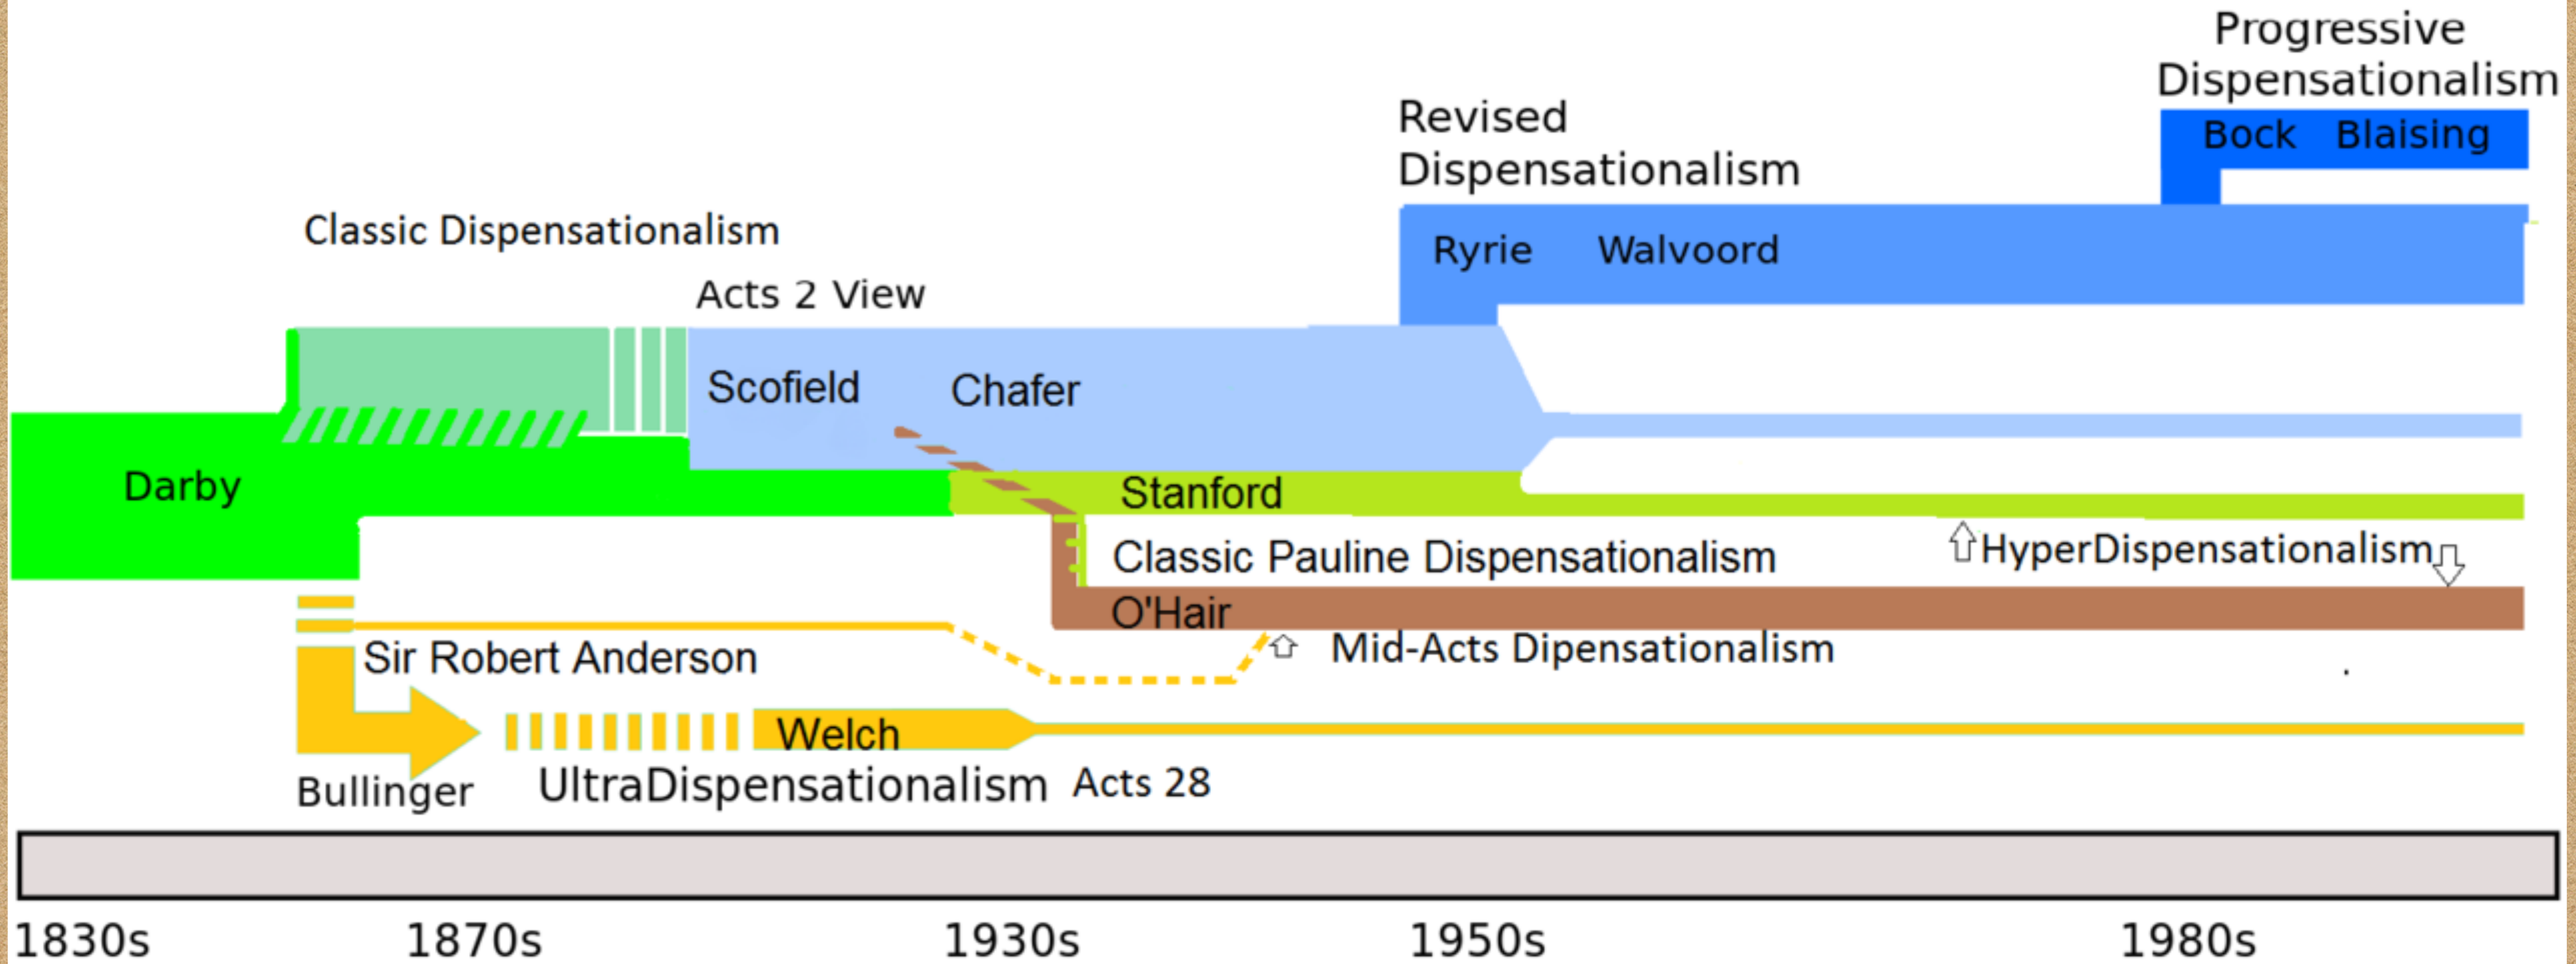 Progressive
Dispensationalism
Bock Blaising
Revised
Dispensationalism
Ryrie Walvoord
Classic Dispensationalism
Acts 2 View
Scofield Chafer
Darby
Stanford
Classic Pauline Dispensationalism
HyperDispensationalism
O'Hair
Mid-Acts Dipensationalism
Sir Robert Anderson
Welch
Bullinger
UltraDispensationalism Acts 28
1830s 1870s 1930s 1950s 1980s